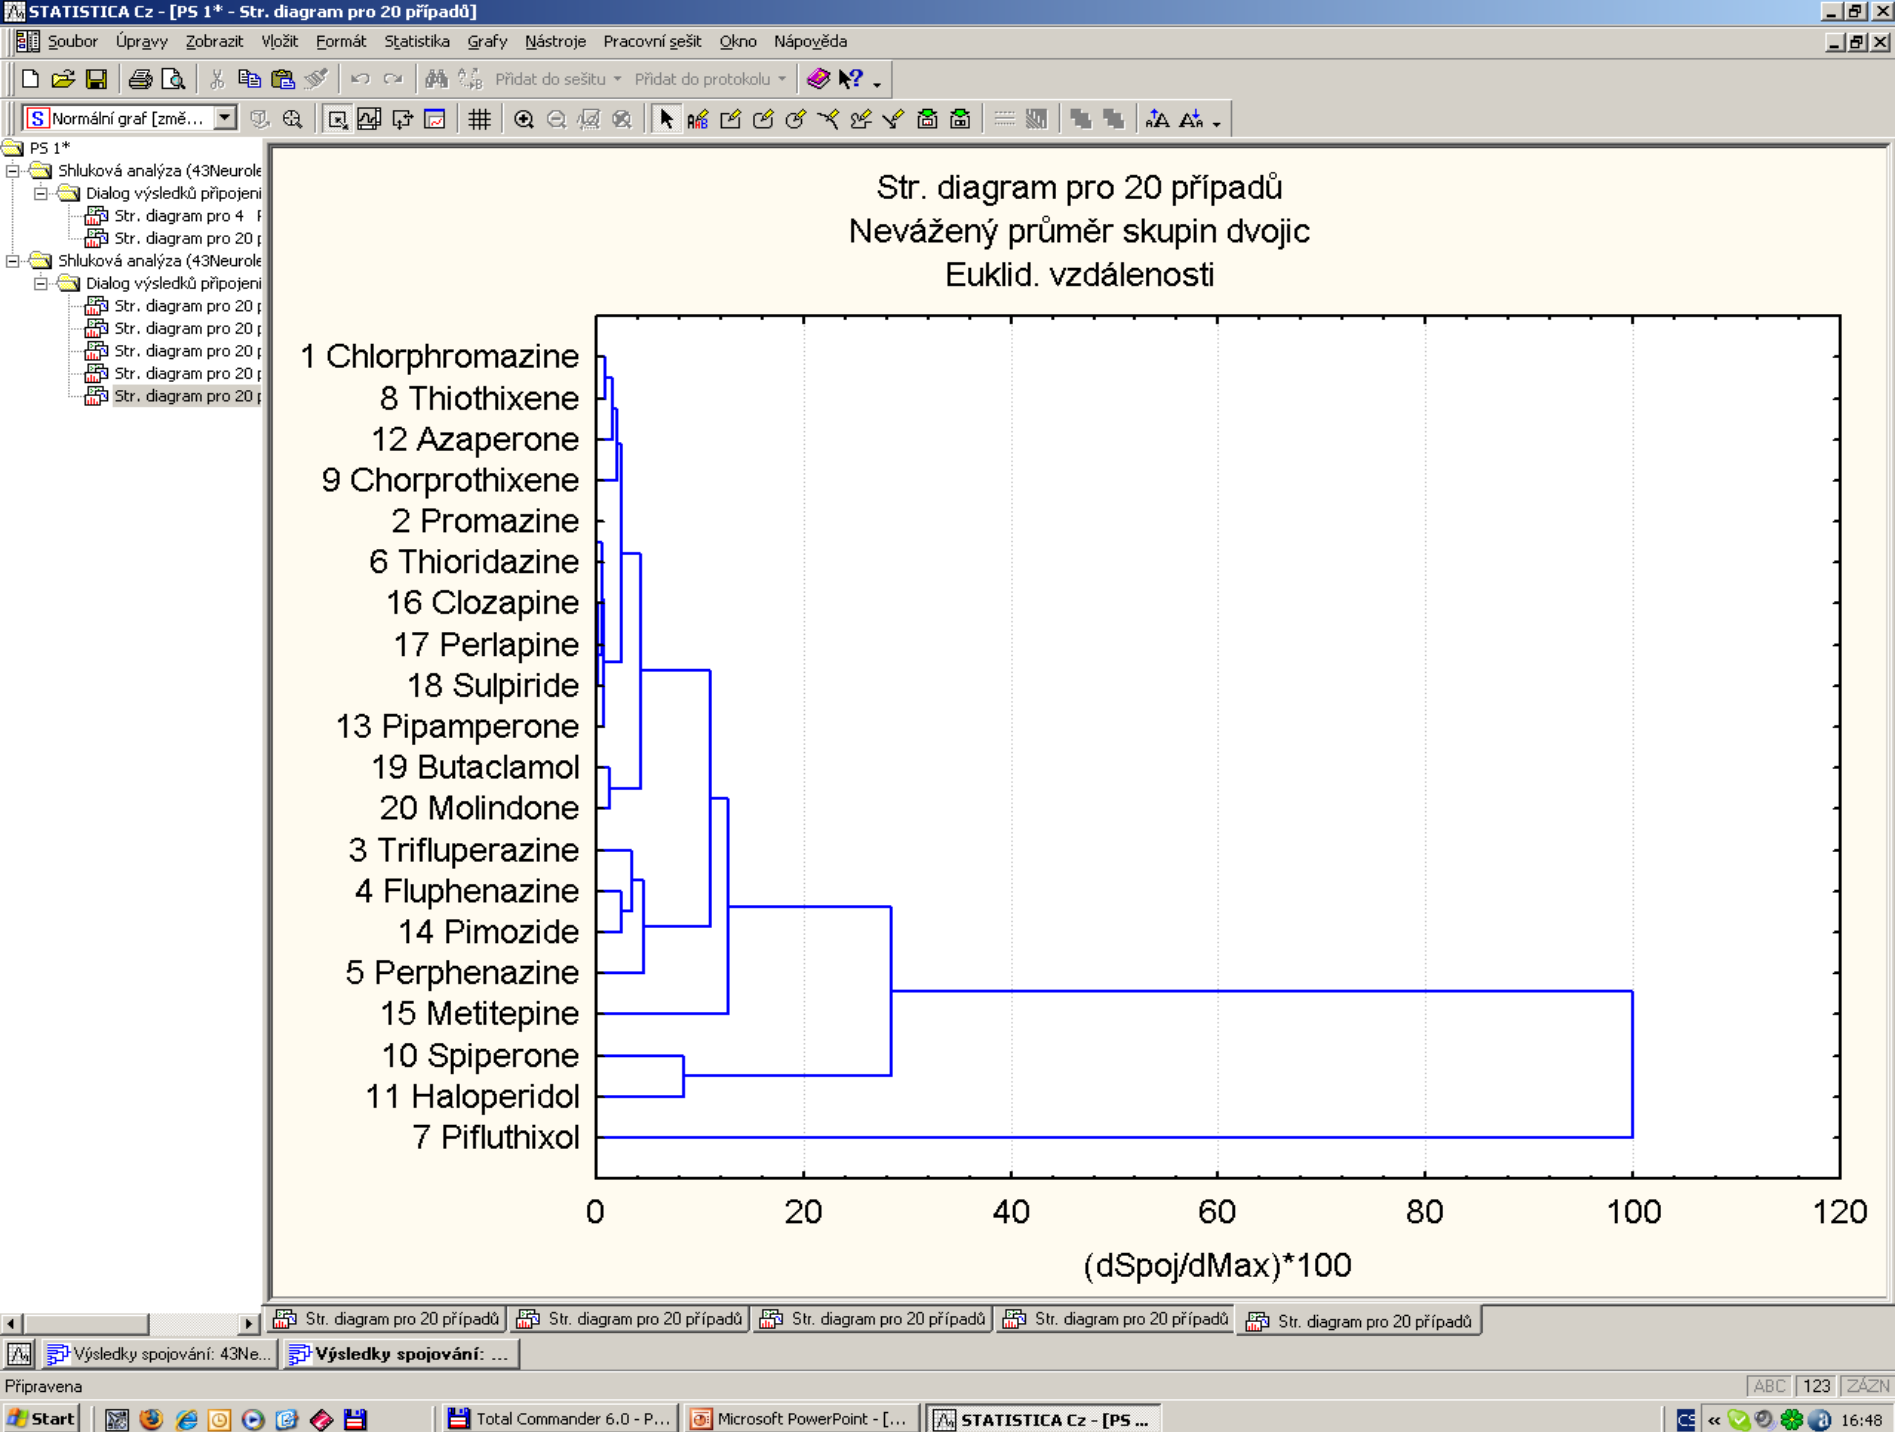 STATISTICA Cz - [PS 1* - Str. diagram pro 20 případů]
Soubor Úpravy Zobrazit Vložit Formát Statistika Grafy Nástroje Pracovní sešit Okno Nápověda
Přidat do sešitu Přidat do protokolu
Normální graf [změ...
PS 1*
Shluková analýza (43Neurole
Dialog výsledků připojení
Str. diagram pro 4
Str. diagram pro 20 p
Shluková analýza (43Neurole
Dialog výsledků připojení
Str. diagram pro 20 p
Str. diagram pro 20 p
Str. diagram pro 20 p
Str. diagram pro 20 p
Str. diagram pro 20 p
Str. diagram pro 20 případů
Nevážený průměr skupin dvojic
Euklid. vzdálenosti
1 Chlorphromazine
8 Thiothixene
12 Azaperone
9 Chorprothixene
2 Promazine
6 Thioridazine
16 Clozapine
17 Perlapine
18 Sulpiride
13 Pipamperone
19 Butaclamol
20 Molindone
3 Trifluperazine
4 Fluphenazine
14 Pimozide
5 Perphenazine
15 Metitepine
10 Spiperone
11 Haloperidol
7 Pifluthixol
0 20 40 60 80 100 120
(dSpoj/dMax)*100
Str. diagram pro 20 případů Str. diagram pro 20 případů Str. diagram pro 20 případů Str. diagram pro 20 případů Str. diagram pro 20 případů
Výsledky spojování: 43Ne... Výsledky spojování: ...
Připravena ABC 123 ZÁZN
Start Total Commander 6.0 - P... Microsoft PowerPoint - [... STATISTICA Cz - [PS ... CS « 16:48